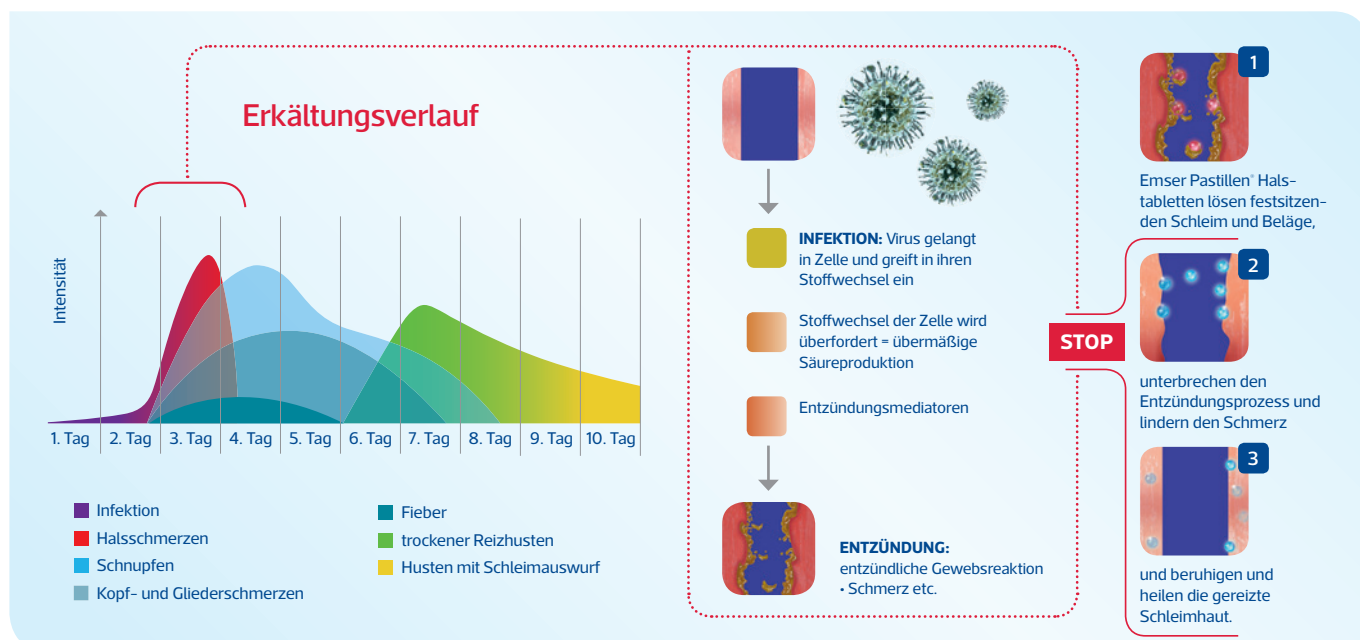 Erkältungsverlauf
Intensität
1. Tag
2. Tag
3. Tag
4. Tag
5. Tag
6. Tag
7. Tag
8. Tag
9. Tag
10. Tag
Infektion
Halsschmerzen
Schnupfen
Kopf- und Gliederschmerzen
Fieber
trockener Reizhusten
Husten mit Schleimauswurf
INFEKTION: Virus gelangt
in Zelle und greift in ihren
Stoffwechsel ein
Stoffwechsel der Zelle wird
überfordert = übermäßige
Säureproduktion
Entzündungsmediatoren
ENTZÜNDUNG:
entzündliche Gewebsreaktion
• Schmerz etc.
STOP
1
Emser Pastillen® Hals-
tabletten lösen festsitzen-
den Schleim und Beläge,
2
unterbrechen den
Entzündungsprozess und
lindern den Schmerz
3
und beruhigen und
heilen die gereizte
Schleimhaut.